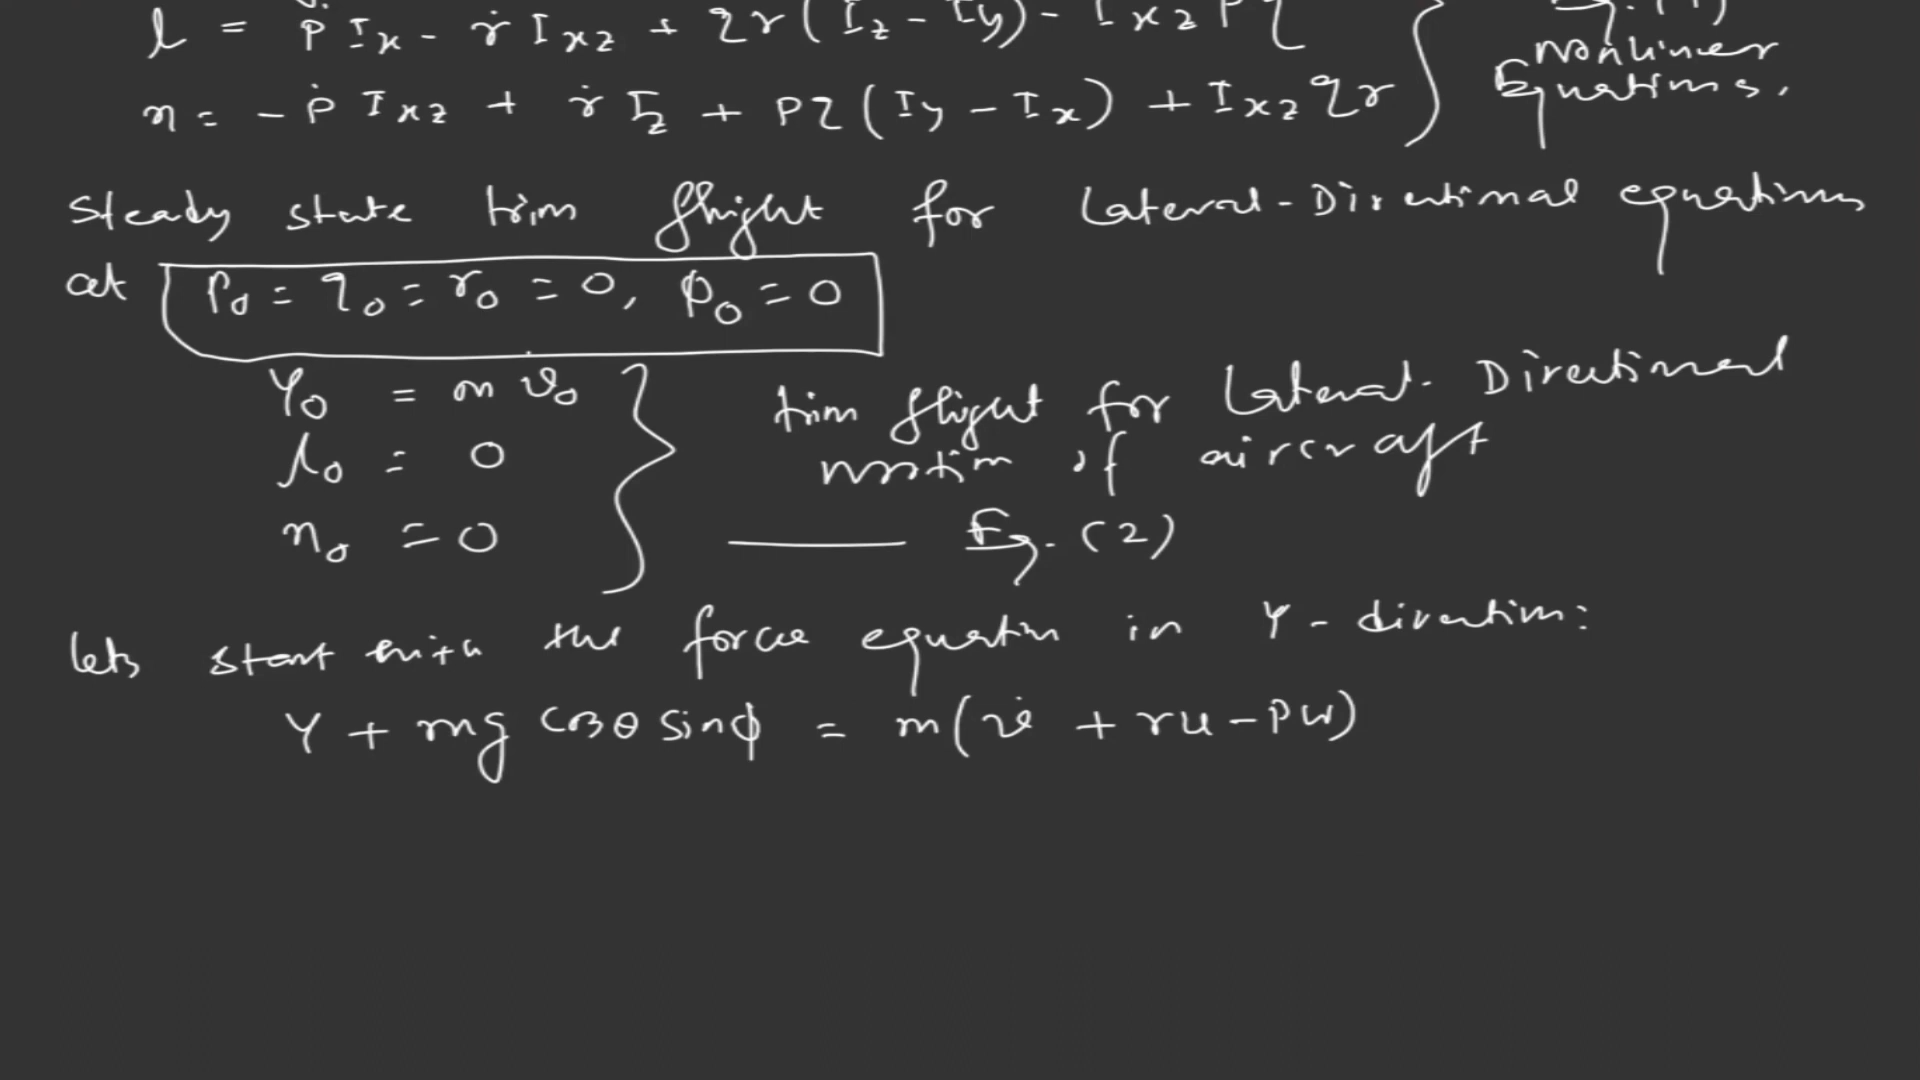 l = ṗ Ix - ṙ Ixz + qr (Iz - Iy) - Ixz pq
n = - ṗ Ixz + ṙ Iz + pq (Iy - Ix) + Ixz qr
Nonlinear Equations.
Steady state trim flight for Lateral-Directional equations
at p₀ = q₀ = r₀ = 0, ϕ₀ = 0
Y₀ = m v̇₀
l₀ = 0
n₀ = 0
trim flight for Lateral-Directional
motion of aircraft
Eq. (2)
lets start with the force equation in Y-direction:
Y + mg cosθ sinϕ = m(v̇ + ru - pw)